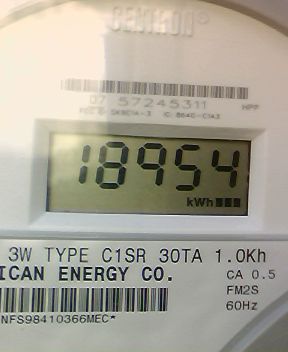 CENTRON®
07 57245311 HPP
18954
kWh
3W TYPE C1SR 30TA 1.0Kh
ICAN ENERGY CO.
CA 0.5
FM2S
60Hz
NFS98410366MEC*